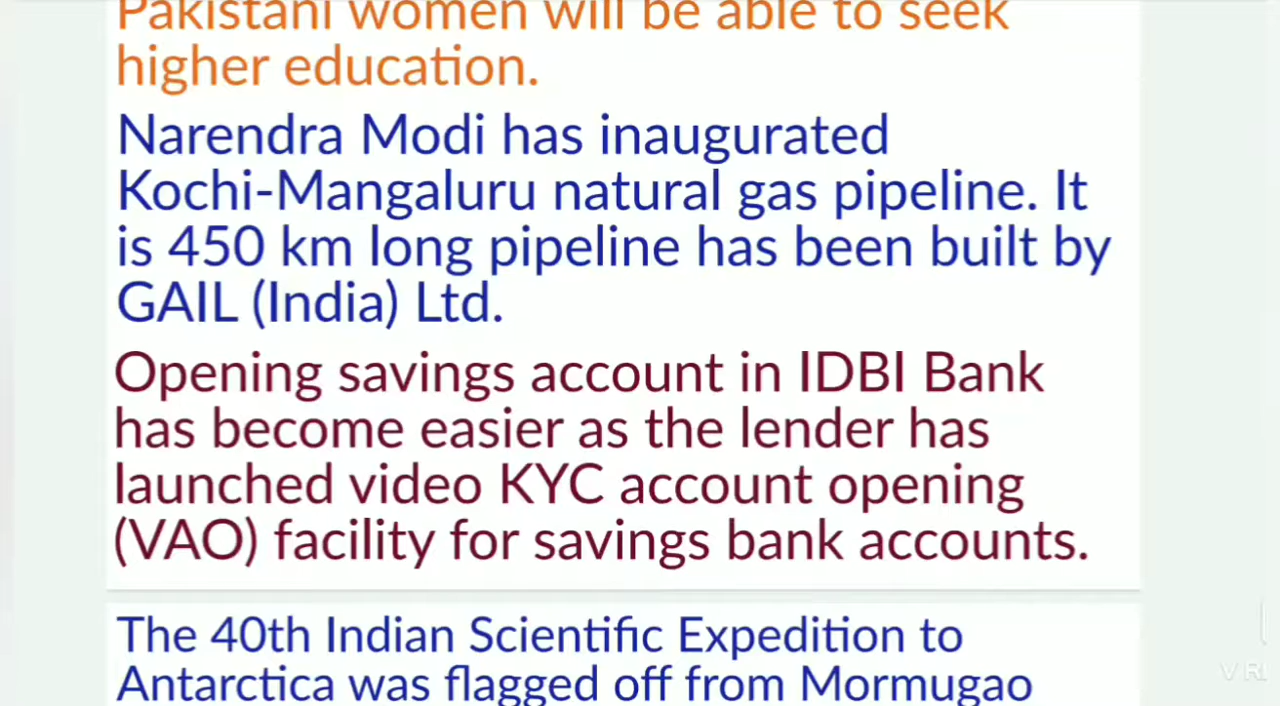 Pakistani women will be able to seek
higher education.
Narendra Modi has inaugurated
Kochi-Mangaluru natural gas pipeline. It
is 450 km long pipeline has been built by
GAIL (India) Ltd.
Opening savings account in IDBI Bank
has become easier as the lender has
launched video KYC account opening
(VAO) facility for savings bank accounts.
The 40th Indian Scientific Expedition to
Antarctica was flagged off from Mormugao